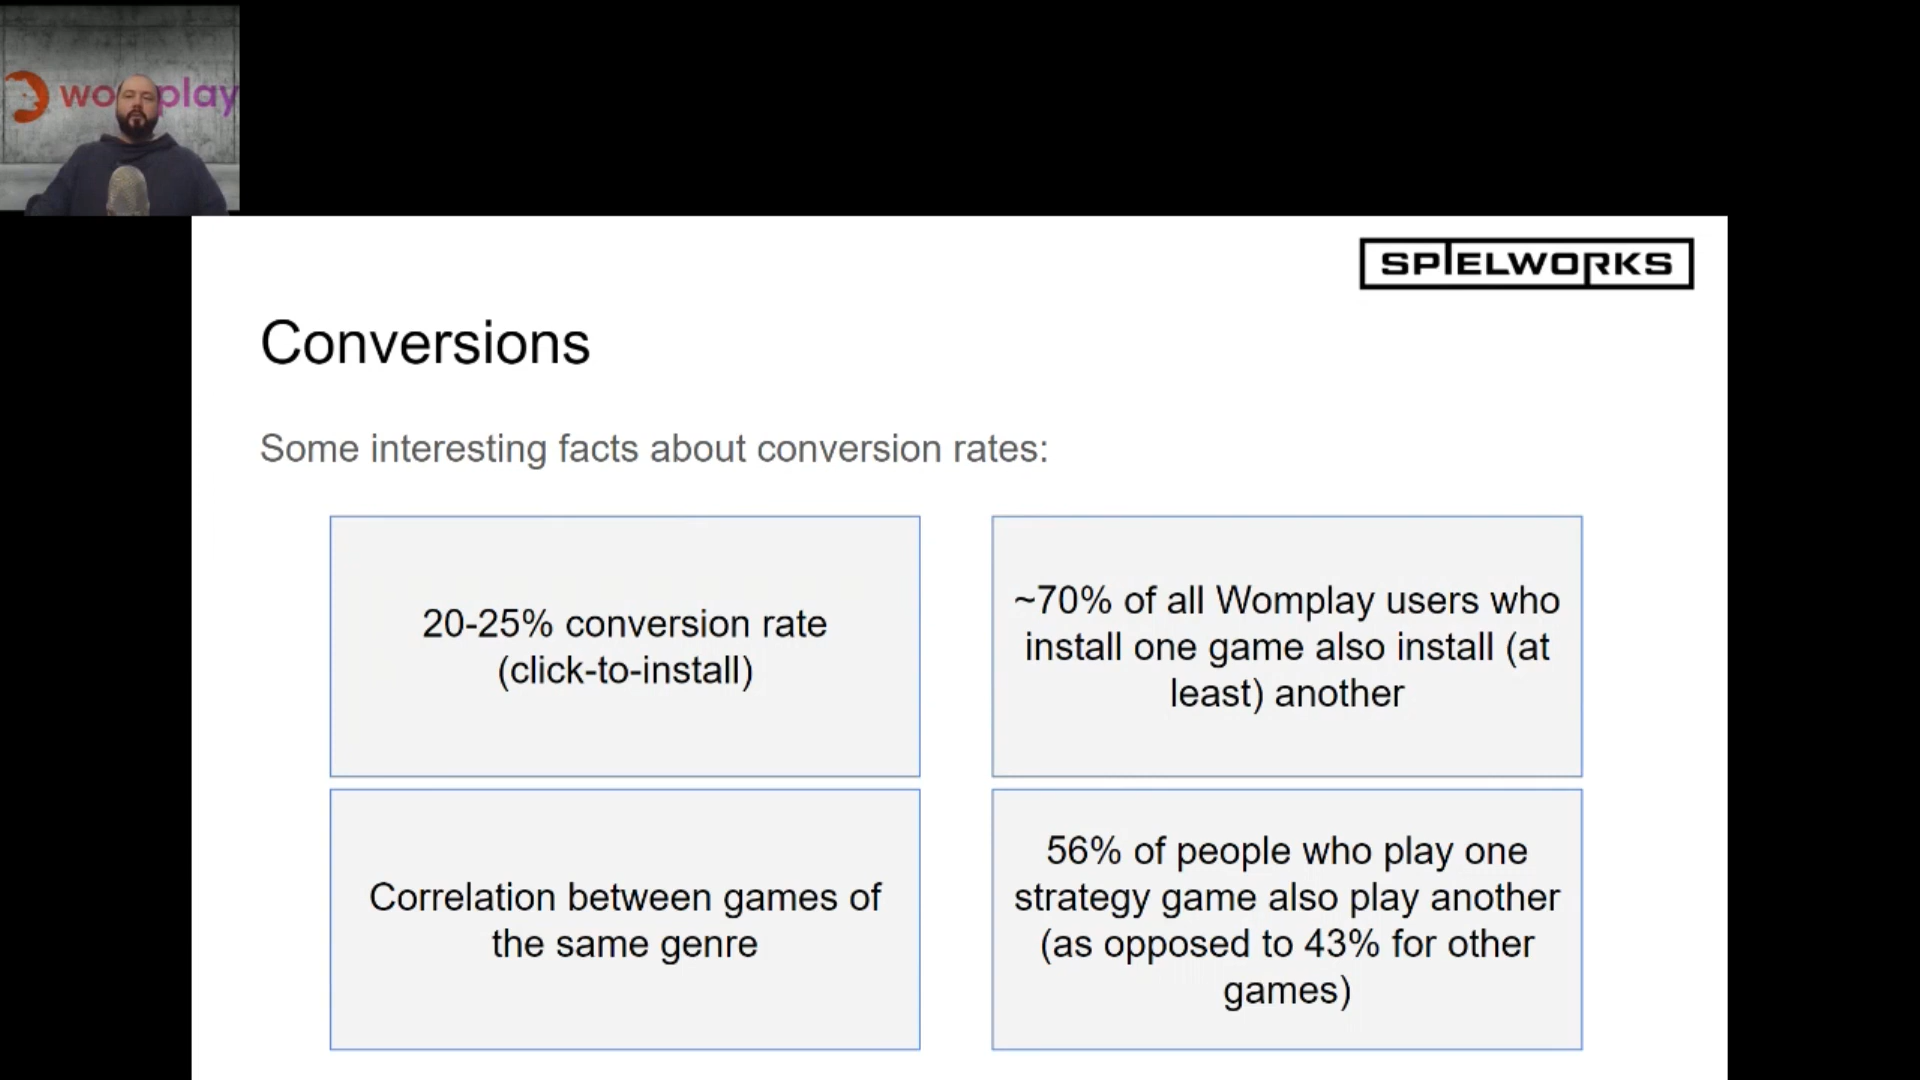 wo play
SPIELWORKS
Conversions
Some interesting facts about conversion rates:
20-25% conversion rate
(click-to-install)
~70% of all Womplay users who
install one game also install (at
least) another
Correlation between games of
the same genre
56% of people who play one
strategy game also play another
(as opposed to 43% for other
games)